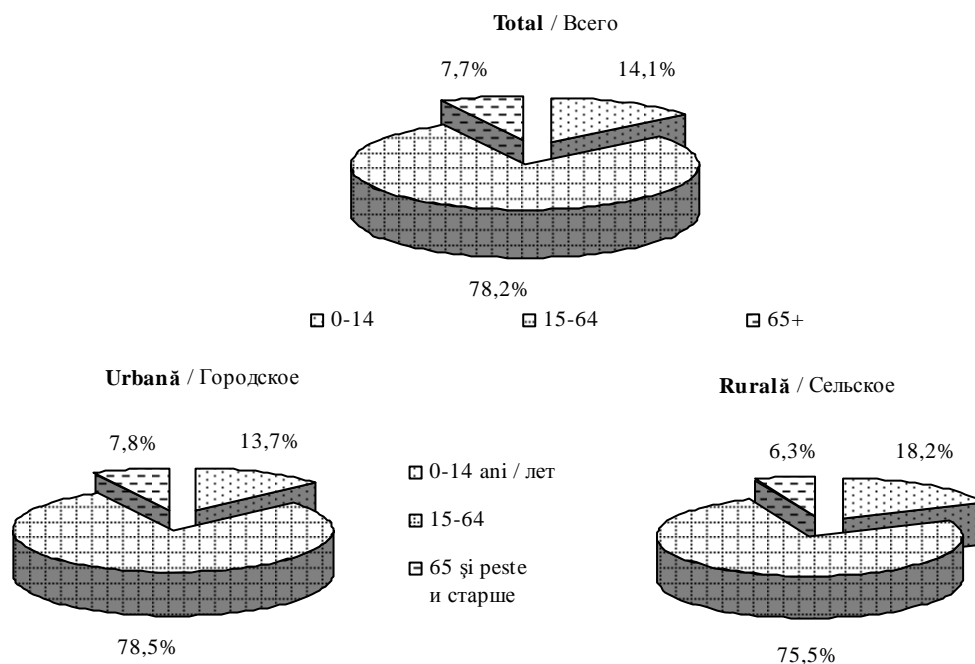 Total / Всего
7,7%
14,1%
78,2%
0-14
15-64
65+
Urbană / Городское
7,8%
13,7%
78,5%
0-14 ani / лет
15-64
65 şi peste
и старше
Rurală / Сельское
6,3%
18,2%
75,5%